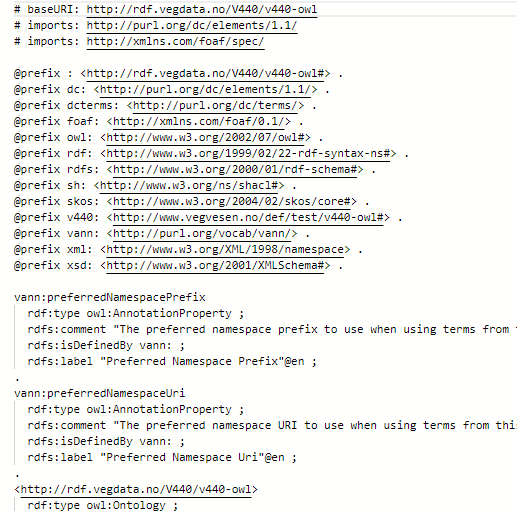 # baseURI: http://rdf.vegdata.no/V440/v440-owl
# imports: http://purl.org/dc/elements/1.1/
# imports: http://xmlns.com/foaf/spec/
@prefix : <http://rdf.vegdata.no/V440/v440-owl#> .
@prefix dc: <http://purl.org/dc/elements/1.1/> .
@prefix dcterms: <http://purl.org/dc/terms/> .
@prefix foaf: <http://xmlns.com/foaf/0.1/> .
@prefix owl: <http://www.w3.org/2002/07/owl#> .
@prefix rdf: <http://www.w3.org/1999/02/22-rdf-syntax-ns#> .
@prefix rdfs: <http://www.w3.org/2000/01/rdf-schema#> .
@prefix sh: <http://www.w3.org/ns/shacl#> .
@prefix skos: <http://www.w3.org/2004/02/skos/core#> .
@prefix v440: <http://www.vegvesen.no/def/test/v440-owl#> .
@prefix vann: <http://purl.org/vocab/vann/> .
@prefix xml: <http://www.w3.org/XML/1998/namespace> .
@prefix xsd: <http://www.w3.org/2001/XMLSchema#> .
vann:preferredNamespacePrefix
rdf:type owl:AnnotationProperty ;
rdfs:comment "The preferred namespace prefix to use when using terms from
rdfs:isDefinedBy vann: ;
rdfs:label "Preferred Namespace Prefix"@en ;
.
vann:preferredNamespaceUri
rdf:type owl:AnnotationProperty ;
rdfs:comment "The preferred namespace URI to use when using terms from thi
rdfs:isDefinedBy vann: ;
rdfs:label "Preferred Namespace Uri"@en ;
.
<http://rdf.vegdata.no/V440/v440-owl>
rdf:type owl:Ontology ;